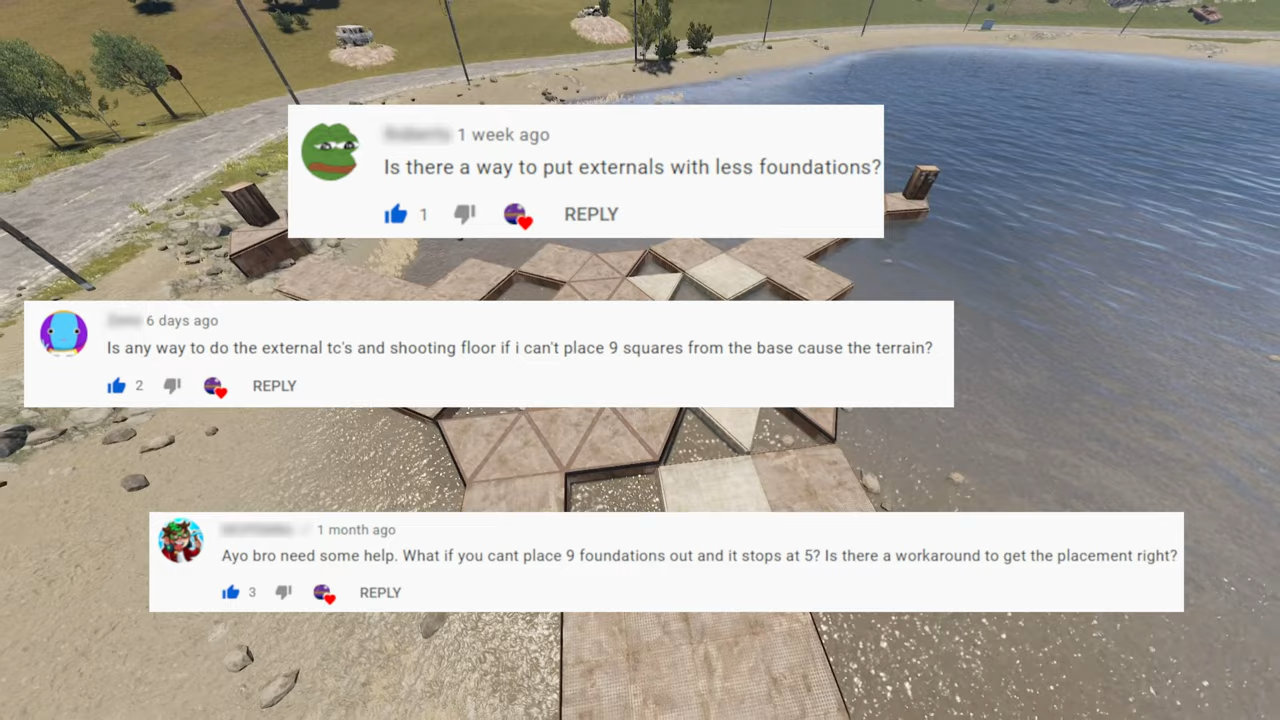 1 week ago
Is there a way to put externals with less foundations?
1
REPLY
6 days ago
Is any way to do the external tc's and shooting floor if i can't place 9 squares from the base cause the terrain?
2
REPLY
1 month ago
Ayo bro need some help. What if you cant place 9 foundations out and it stops at 5? Is there a workaround to get the placement right?
3
REPLY